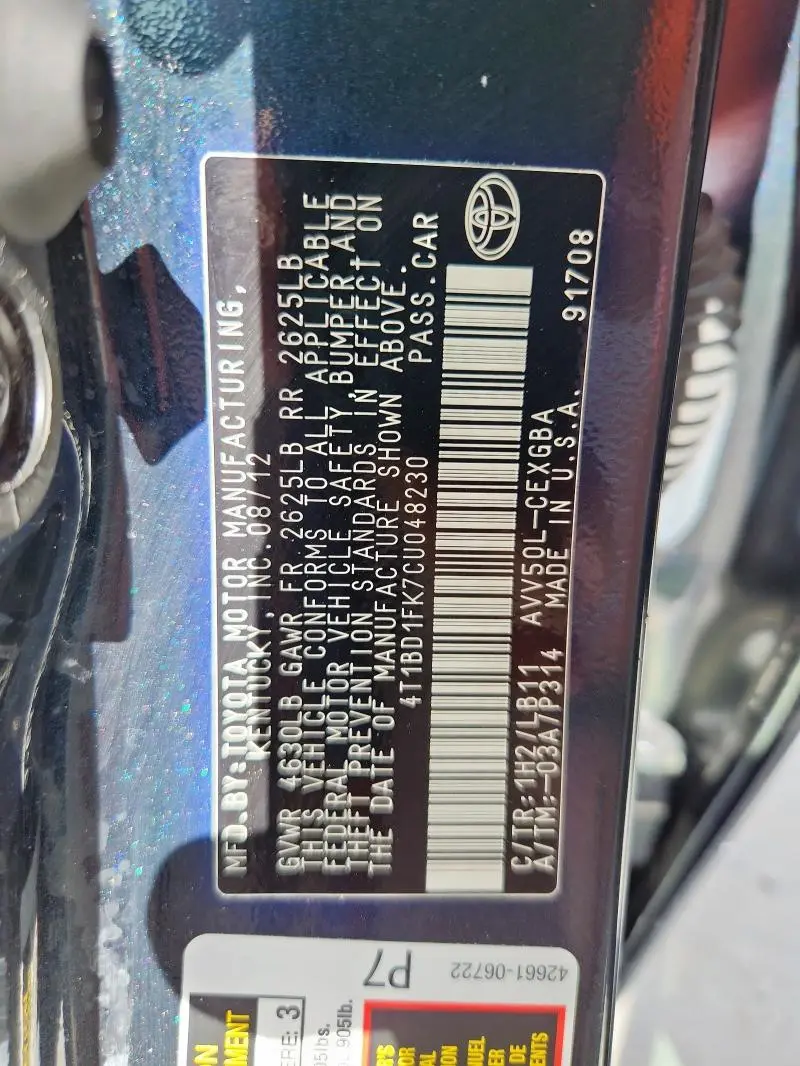 MFD.BY:TOYOTA MOTOR MANUFACTURING,
KENTUCKY, INC. 08/12
GVWR 4630LB GAWR FR 2625LB RR 2625LB
THIS VEHICLE CONFORMS TO ALL APPLICABLE
FEDERAL MOTOR VEHICLE SAFETY, BUMPER, AND
THEFT PREVENTION STANDARDS IN EFFECT ON
THE DATE OF MANUFACTURE SHOWN ABOVE.
4T1BD1FK7CU048230 PASS.CAR
C/TR: 1H2/LB11 AVV50L-CEXGBA
A/TM:-03A7P314 MADE IN U.S.A. 91708
42661-06722
P7
3
905lb.